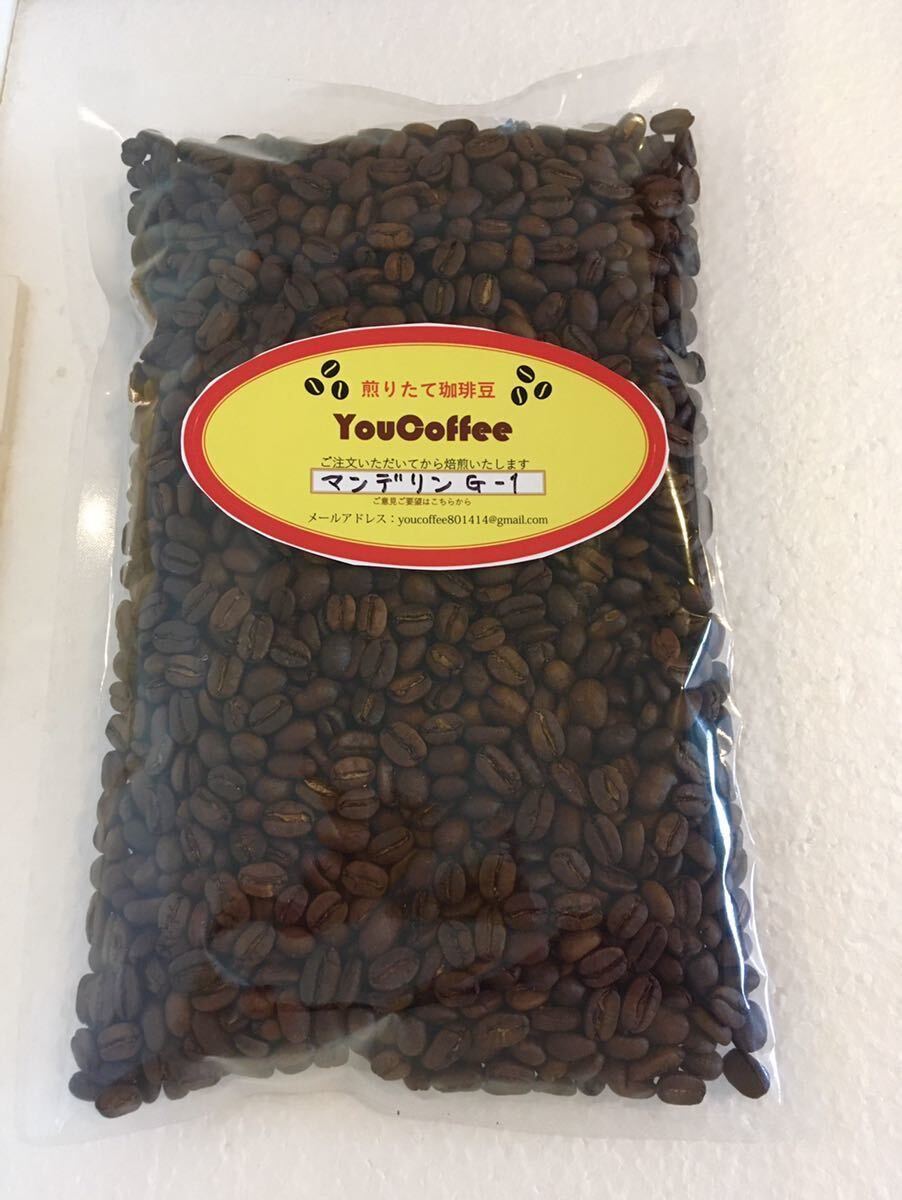 煎りたて珈琲豆
YouCoffee
ご注文いただいてから焙煎いたします
マンデリン G-1
ご意見ご要望はこちらから
メールアドレス：youcoffee801414@gmail.com